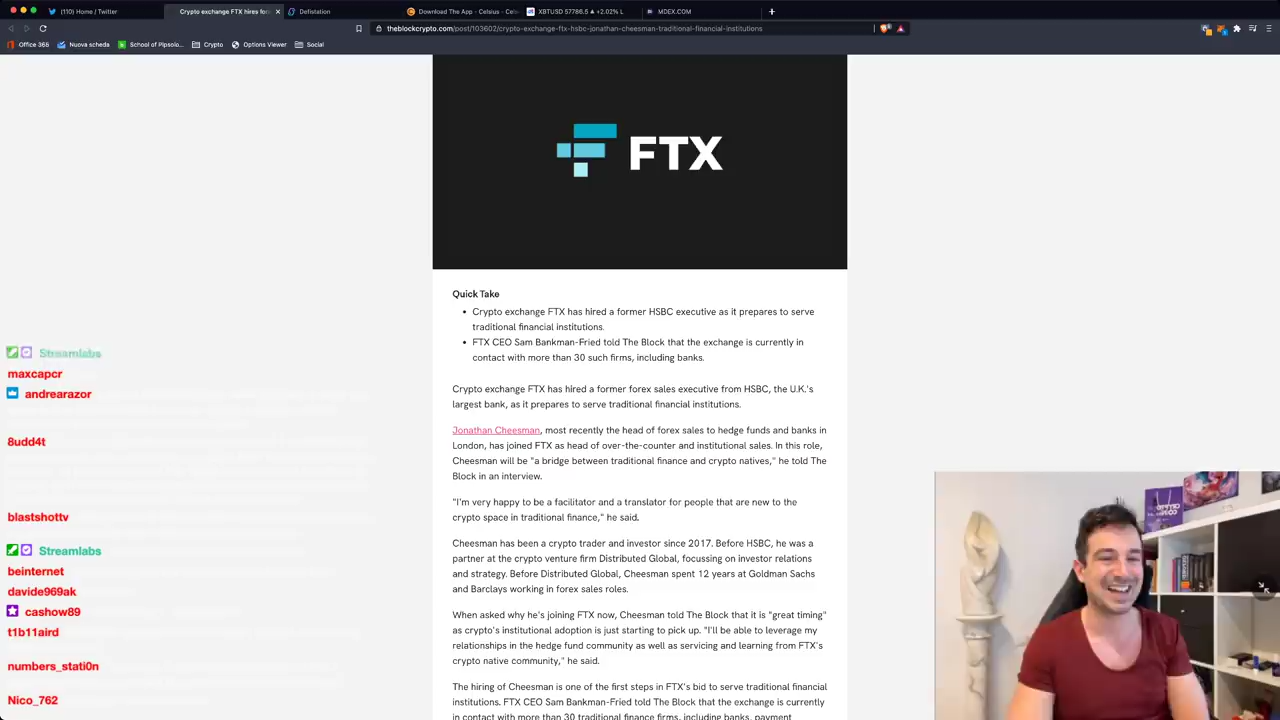 (110) Home / Twitter
Crypto exchange FTX hires for
Defistation
Download The App - Celsius - Cels
XBTUSD 57786.5 ▲ +2.02% L
MDEX.COM
theblockcrypto.com/post/103602/crypto-exchange-ftx-hsbc-jonathan-cheesman-traditional-financial-institutions
Office 365
Nuova scheda
School of Pipsolo...
Crypto
Options Viewer
Social
FTX
Quick Take
• Crypto exchange FTX has hired a former HSBC executive as it prepares to serve
traditional financial institutions.
• FTX CEO Sam Bankman-Fried told The Block that the exchange is currently in
contact with more than 30 such firms, including banks.
Crypto exchange FTX has hired a former forex sales executive from HSBC, the U.K.'s
largest bank, as it prepares to serve traditional financial institutions.
Jonathan Cheesman, most recently the head of forex sales to hedge funds and banks in
London, has joined FTX as head of over-the-counter and institutional sales. In this role,
Cheesman will be "a bridge between traditional finance and crypto natives," he told The
Block in an interview.
"I'm very happy to be a facilitator and a translator for people that are new to the
crypto space in traditional finance," he said.
Cheesman has been a crypto trader and investor since 2017. Before HSBC, he was a
partner at the crypto venture firm Distributed Global, focussing on investor relations
and strategy. Before Distributed Global, Cheesman spent 12 years at Goldman Sachs
and Barclays working in forex sales roles.
When asked why he's joining FTX now, Cheesman told The Block that it is "great timing"
as crypto's institutional adoption is just starting to pick up. "I'll be able to leverage my
relationships in the hedge fund community as well as servicing and learning from FTX's
crypto native community," he said.
The hiring of Cheesman is one of the first steps in FTX's bid to serve traditional financial
institutions. FTX CEO Sam Bankman-Fried told The Block that the exchange is currently
in contact with more than 30 traditional finance firms, including banks, payment
Streamlabs
maxcapcr
andrearazor
8udd4t
blastshottv
Streamlabs
beinternet
davide969ak
cashow89
t1b11aird
numbers_stati0n
Nico_762